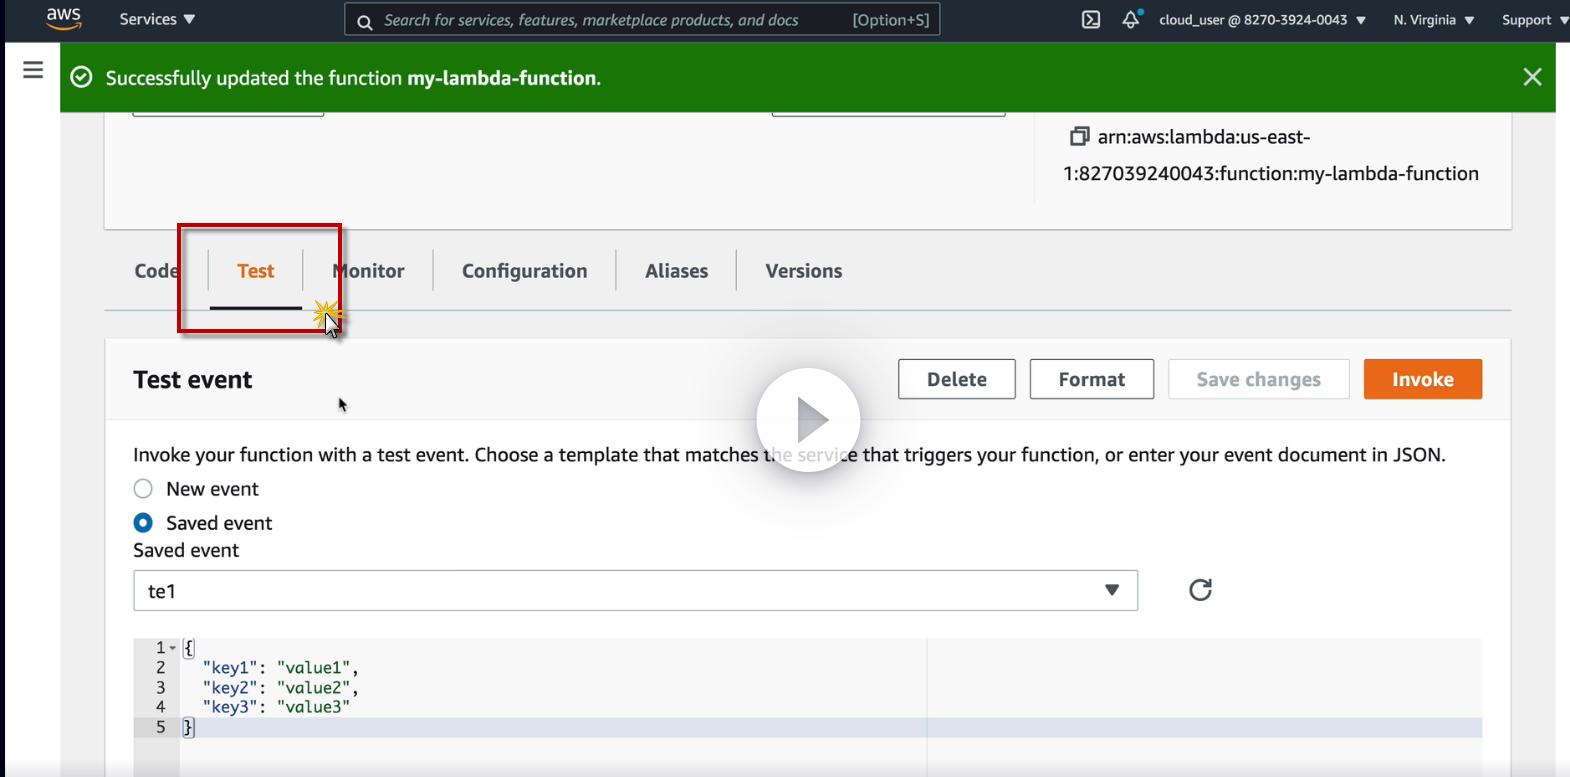 aws Services Search for services, features, marketplace products, and docs [Option+S] cloud_user @ 8270-3924-0043 N. Virginia Support
Successfully updated the function my-lambda-function.
arn:aws:lambda:us-east-
1:827039240043:function:my-lambda-function
Code Test Monitor Configuration Aliases Versions
Test event Delete Format Save changes Invoke
Invoke your function with a test event. Choose a template that matches the service that triggers your function, or enter your event document in JSON.
New event
Saved event
Saved event
te1
1 {
2 "key1": "value1",
3 "key2": "value2",
4 "key3": "value3"
5 }